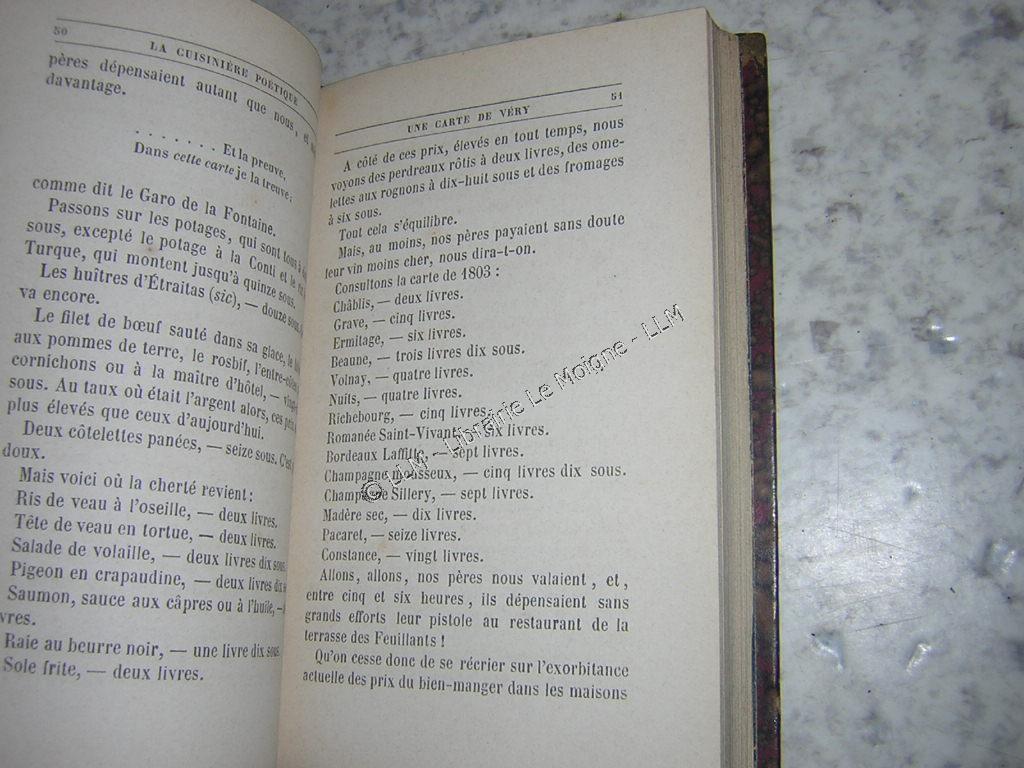 50
LA CUISINIÈRE POÉTIQUE
pères dépensaient autant que nous, et
davantage.
. . . . . . . Et la preuve,
Dans cette carte je la treuve;
comme dit le Garo de la Fontaine.
Passons sur les potages, qui sont tous à
sous, excepté le potage à la Conti et le
Turque, qui montent jusqu'à quinze sous.
Les huîtres d'Étraitas (sic), — douze sous,
va encore.
Le filet de bœuf sauté dans sa glace, le
aux pommes de terre, le rosbif, l'entre-côte
cornichons ou à la maître d'hôtel, —
sous. Au taux où était l'argent alors, ces
plus élevés que ceux d'aujourd'hui.
Deux côtelettes panées, — seize sous. C'est
doux.
Mais voici où la cherté revient :
Ris de veau à l'oseille, — deux livres.
Tête de veau en tortue, — deux livres.
Salade de volaille, — deux livres dix sous.
Pigeon en crapaudine, — deux livres dix
Saumon, sauce aux câpres ou à l'huile, —
vres.
Raie au beurre noir, — une livre dix sous.
Sole frite, — deux livres.
UNE CARTE DE VÉRY
51
A côté de ces prix, élevés en tout temps, nous
voyons des perdreaux rôtis à deux livres, des ome-
lettes aux rognons à dix-huit sous et des fromages
à six sous.
Tout cela s'équilibre.
Mais, au moins, nos pères payaient sans doute
leur vin moins cher, nous dira-t-on.
Consultons la carte de 1803 :
Châblis, — deux livres.
Grave, — cinq livres.
Ermitage, — six livres.
Beaune, — trois livres dix sous.
Volnay, — quatre livres.
Nuits, — quatre livres.
Richebourg, — cinq livres.
Romanée Saint-Vivant, — six livres.
Bordeaux Laffitte, — sept livres.
Champagne mousseux, — cinq livres dix sous.
Champagne Sillery, — sept livres.
Madère sec, — dix livres.
Pacaret, — seize livres.
Constance, — vingt livres.
Allons, allons, nos pères nous valaient, et,
entre cinq et six heures, ils dépensaient sans
grands efforts leur pistole au restaurant de la
terrasse des Feuillants !
Qu'on cesse donc de se récrier sur l'exorbitance
actuelle des prix du bien-manger dans les maisons
© LLM - Librairie Le Moigne - LLM